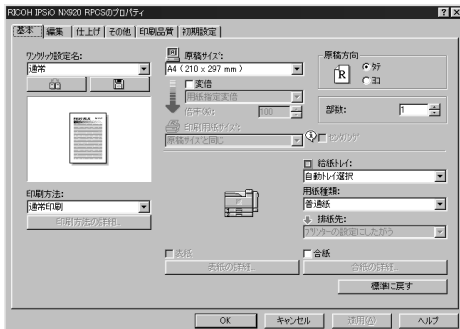 RICOH IPSiO NX920 RPCSのプロパティ
基本 編集 仕上げ その他 印刷品質 初期設定
ワンクリック設定名:
通常
印刷方法:
通常印刷
印刷方法の詳細...
原稿サイズ:
A4 ( 210 x 297 mm )
変倍
用紙指定変倍
倍率(%): 100
印刷用紙サイズ:
原稿サイズと同じ
原稿方向
R
タテ
ヨコ
部数: 1
センタリング
給紙トレイ:
自動トレイ選択
用紙種類:
普通紙
排紙先:
プリンターの設定にしたがう
表紙
表紙の詳細...
合紙
合紙の詳細...
標準に戻す
OK キャンセル 適用(A) ヘルプ